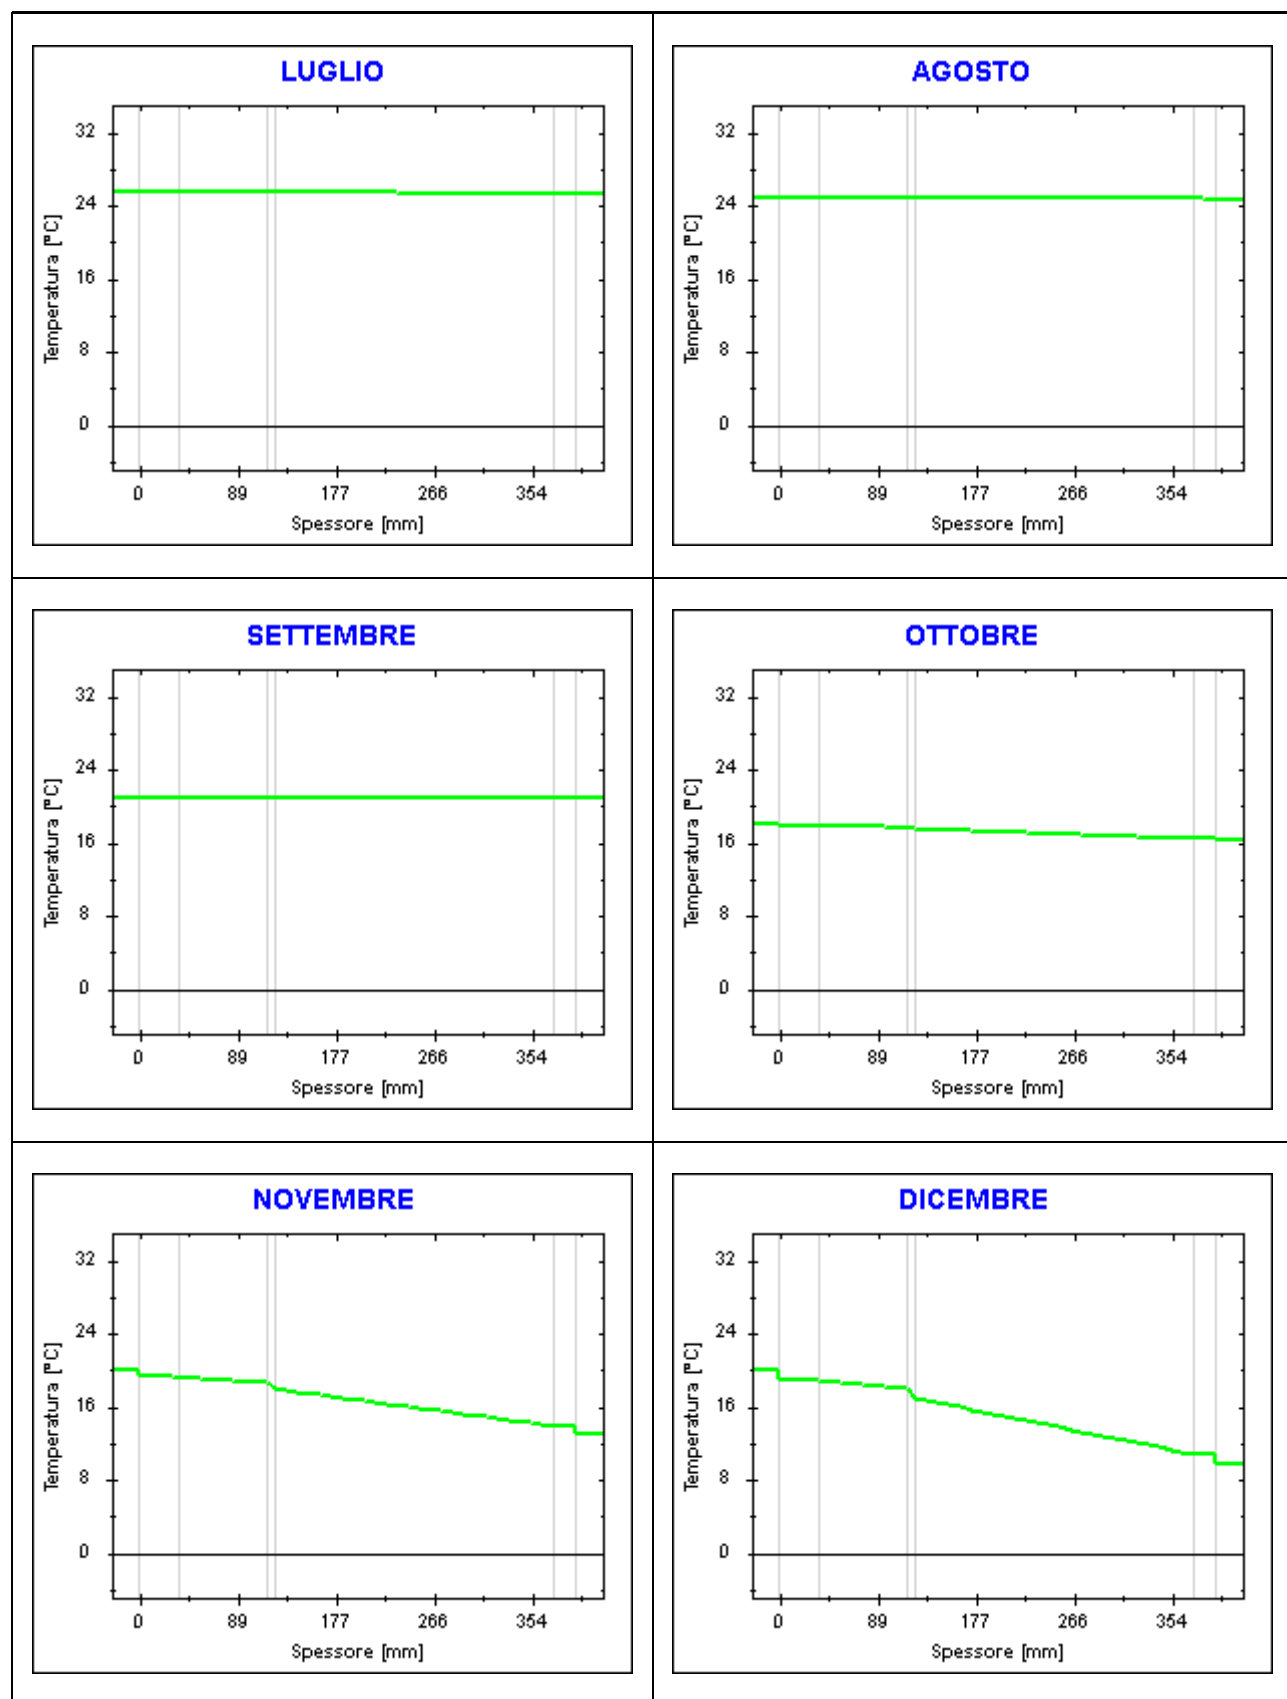 LUGLIO
32
24
16
8
0
Temperatura [°C]
0 89 177 266 354
Spessore [mm]
AGOSTO
32
24
16
8
0
Temperatura [°C]
0 89 177 266 354
Spessore [mm]
SETTEMBRE
32
24
16
8
0
Temperatura [°C]
0 89 177 266 354
Spessore [mm]
OTTOBRE
32
24
16
8
0
Temperatura [°C]
0 89 177 266 354
Spessore [mm]
NOVEMBRE
32
24
16
8
0
Temperatura [°C]
0 89 177 266 354
Spessore [mm]
DICEMBRE
32
24
16
8
0
Temperatura [°C]
0 89 177 266 354
Spessore [mm]